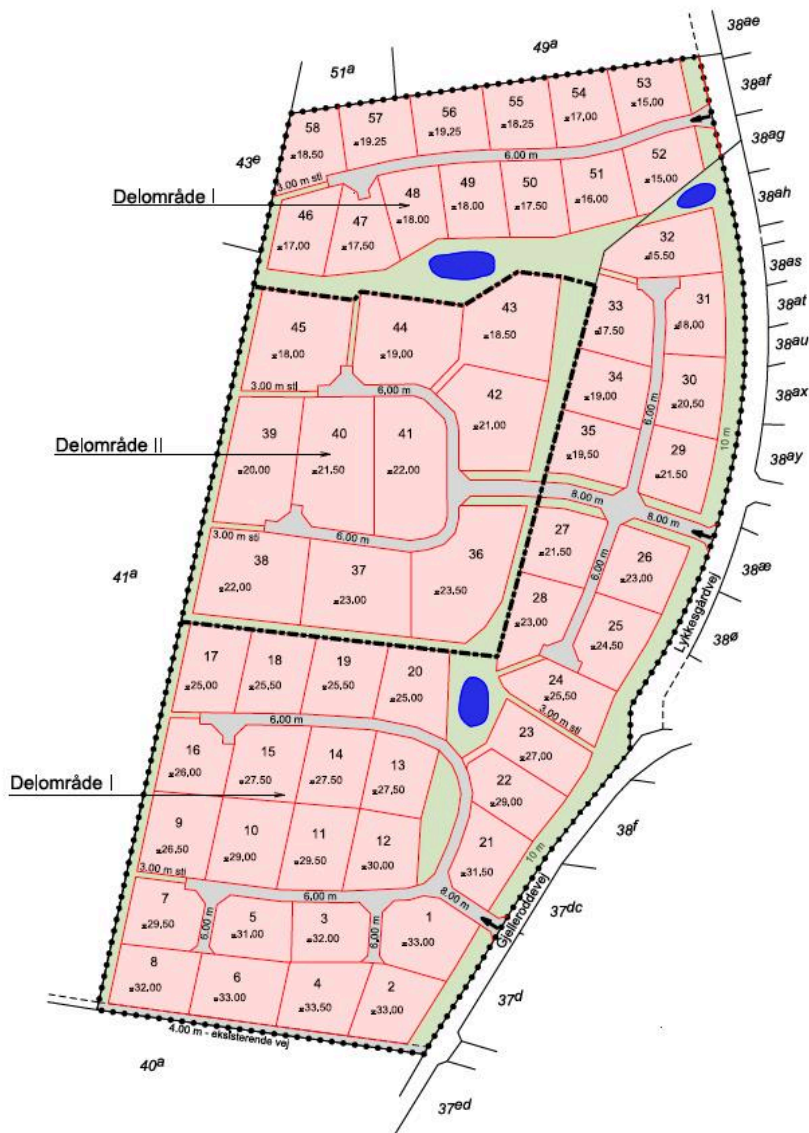 38ae
49a
51a
38af
53
15.00
54
17.00
55
18.25
56
19.25
57
19.25
58
18.50
43e
38ag
6.00 m
3.00 m sti
52
15.00
51
16.00
50
17.50
49
18.00
48
18.00
47
17.50
46
17.00
Delområde I
38ah
32
15.50
38as
38at
31
18.00
33
17.50
43
18.50
44
19.00
45
18.00
38au
38ax
30
20.50
34
19.00
6.00 m
42
21.00
6.00 m
3.00 m sti
39
20.00
40
21.50
41
22.00
Delområde II
35
19.50
29
21.50
10 m
38ay
8.00 m
8.00 m
27
21.50
6.00 m
26
23.00
38æ
36
23.50
6.00 m
3.00 m sti
38
22.00
37
23.00
41a
28
23.00
25
24.50
Lykkesgårdvej
38ø
17
25.00
18
25.50
19
25.50
20
25.00
24
25.50
3.00 m sti
6.00 m
23
27.00
16
26.00
15
27.50
14
27.50
13
27.50
22
29.00
Delområde I
9
26.50
10
29.00
11
29.50
12
30.00
21
31.50
10 m
38f
3.00 m sti
6.00 m
8.00 m
Gjelleroddevej
37dc
7
29.50
6.00 m
5
31.00
3
32.00
6.00 m
1
33.00
8
32.00
6
33.00
4
33.50
2
33.00
37d
4.00 m - eksisterende vej
40a
37ed